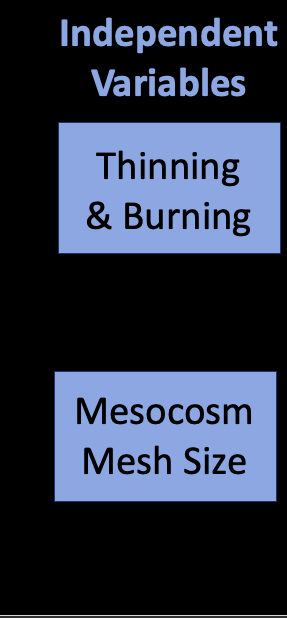 Independent
Variables
Thinning
& Burning
Mesocosm
Mesh Size